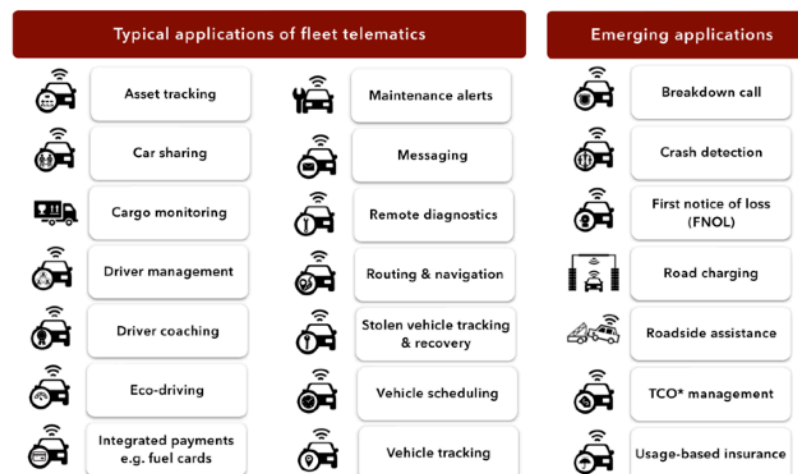 Typical applications of fleet telematics
Asset tracking
Car sharing
Cargo monitoring
Driver management
Driver coaching
Eco-driving
Integrated payments
e.g. fuel cards
Maintenance alerts
Messaging
Remote diagnostics
Routing & navigation
Stolen vehicle tracking
& recovery
Vehicle scheduling
Vehicle tracking
Emerging applications
Breakdown call
Crash detection
First notice of loss
(FNOL)
Road charging
Roadside assistance
TCO* management
Usage-based insurance